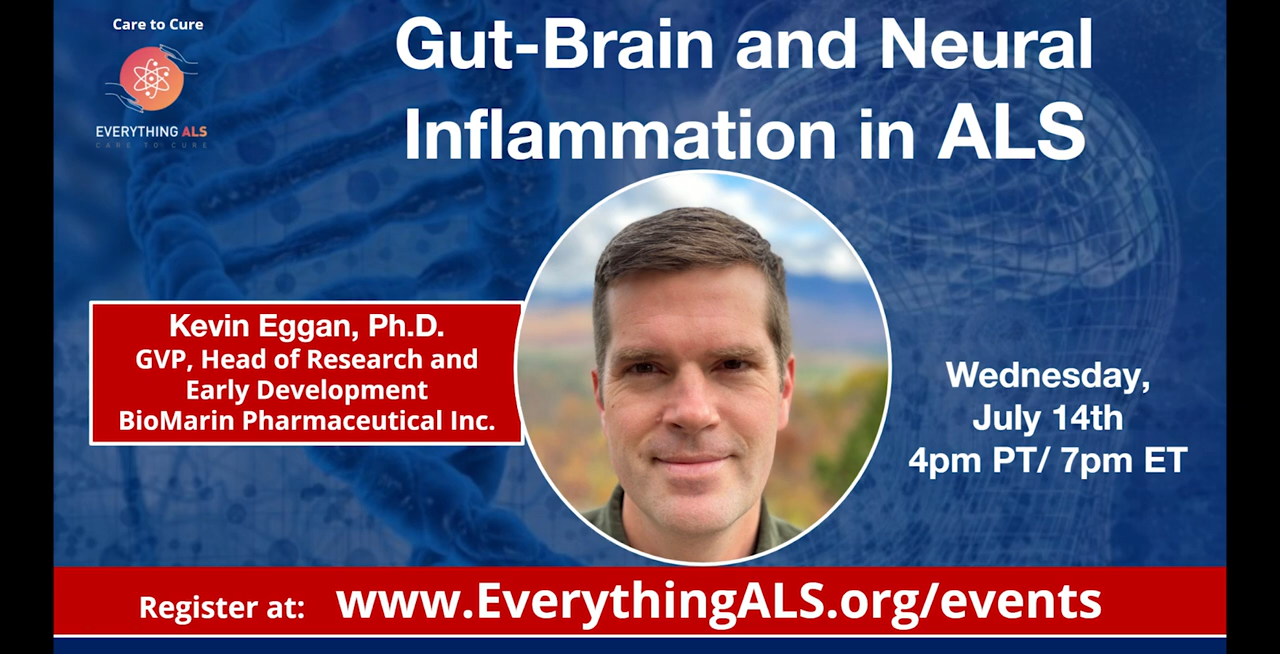 Care to Cure
EVERYTHING ALS
CARE TO CURE
Gut-Brain and Neural
Inflammation in ALS
Kevin Eggan, Ph.D.
GVP, Head of Research and
Early Development
BioMarin Pharmaceutical Inc.
Wednesday,
July 14th
4pm PT/ 7pm ET
Register at: www.EverythingALS.org/events